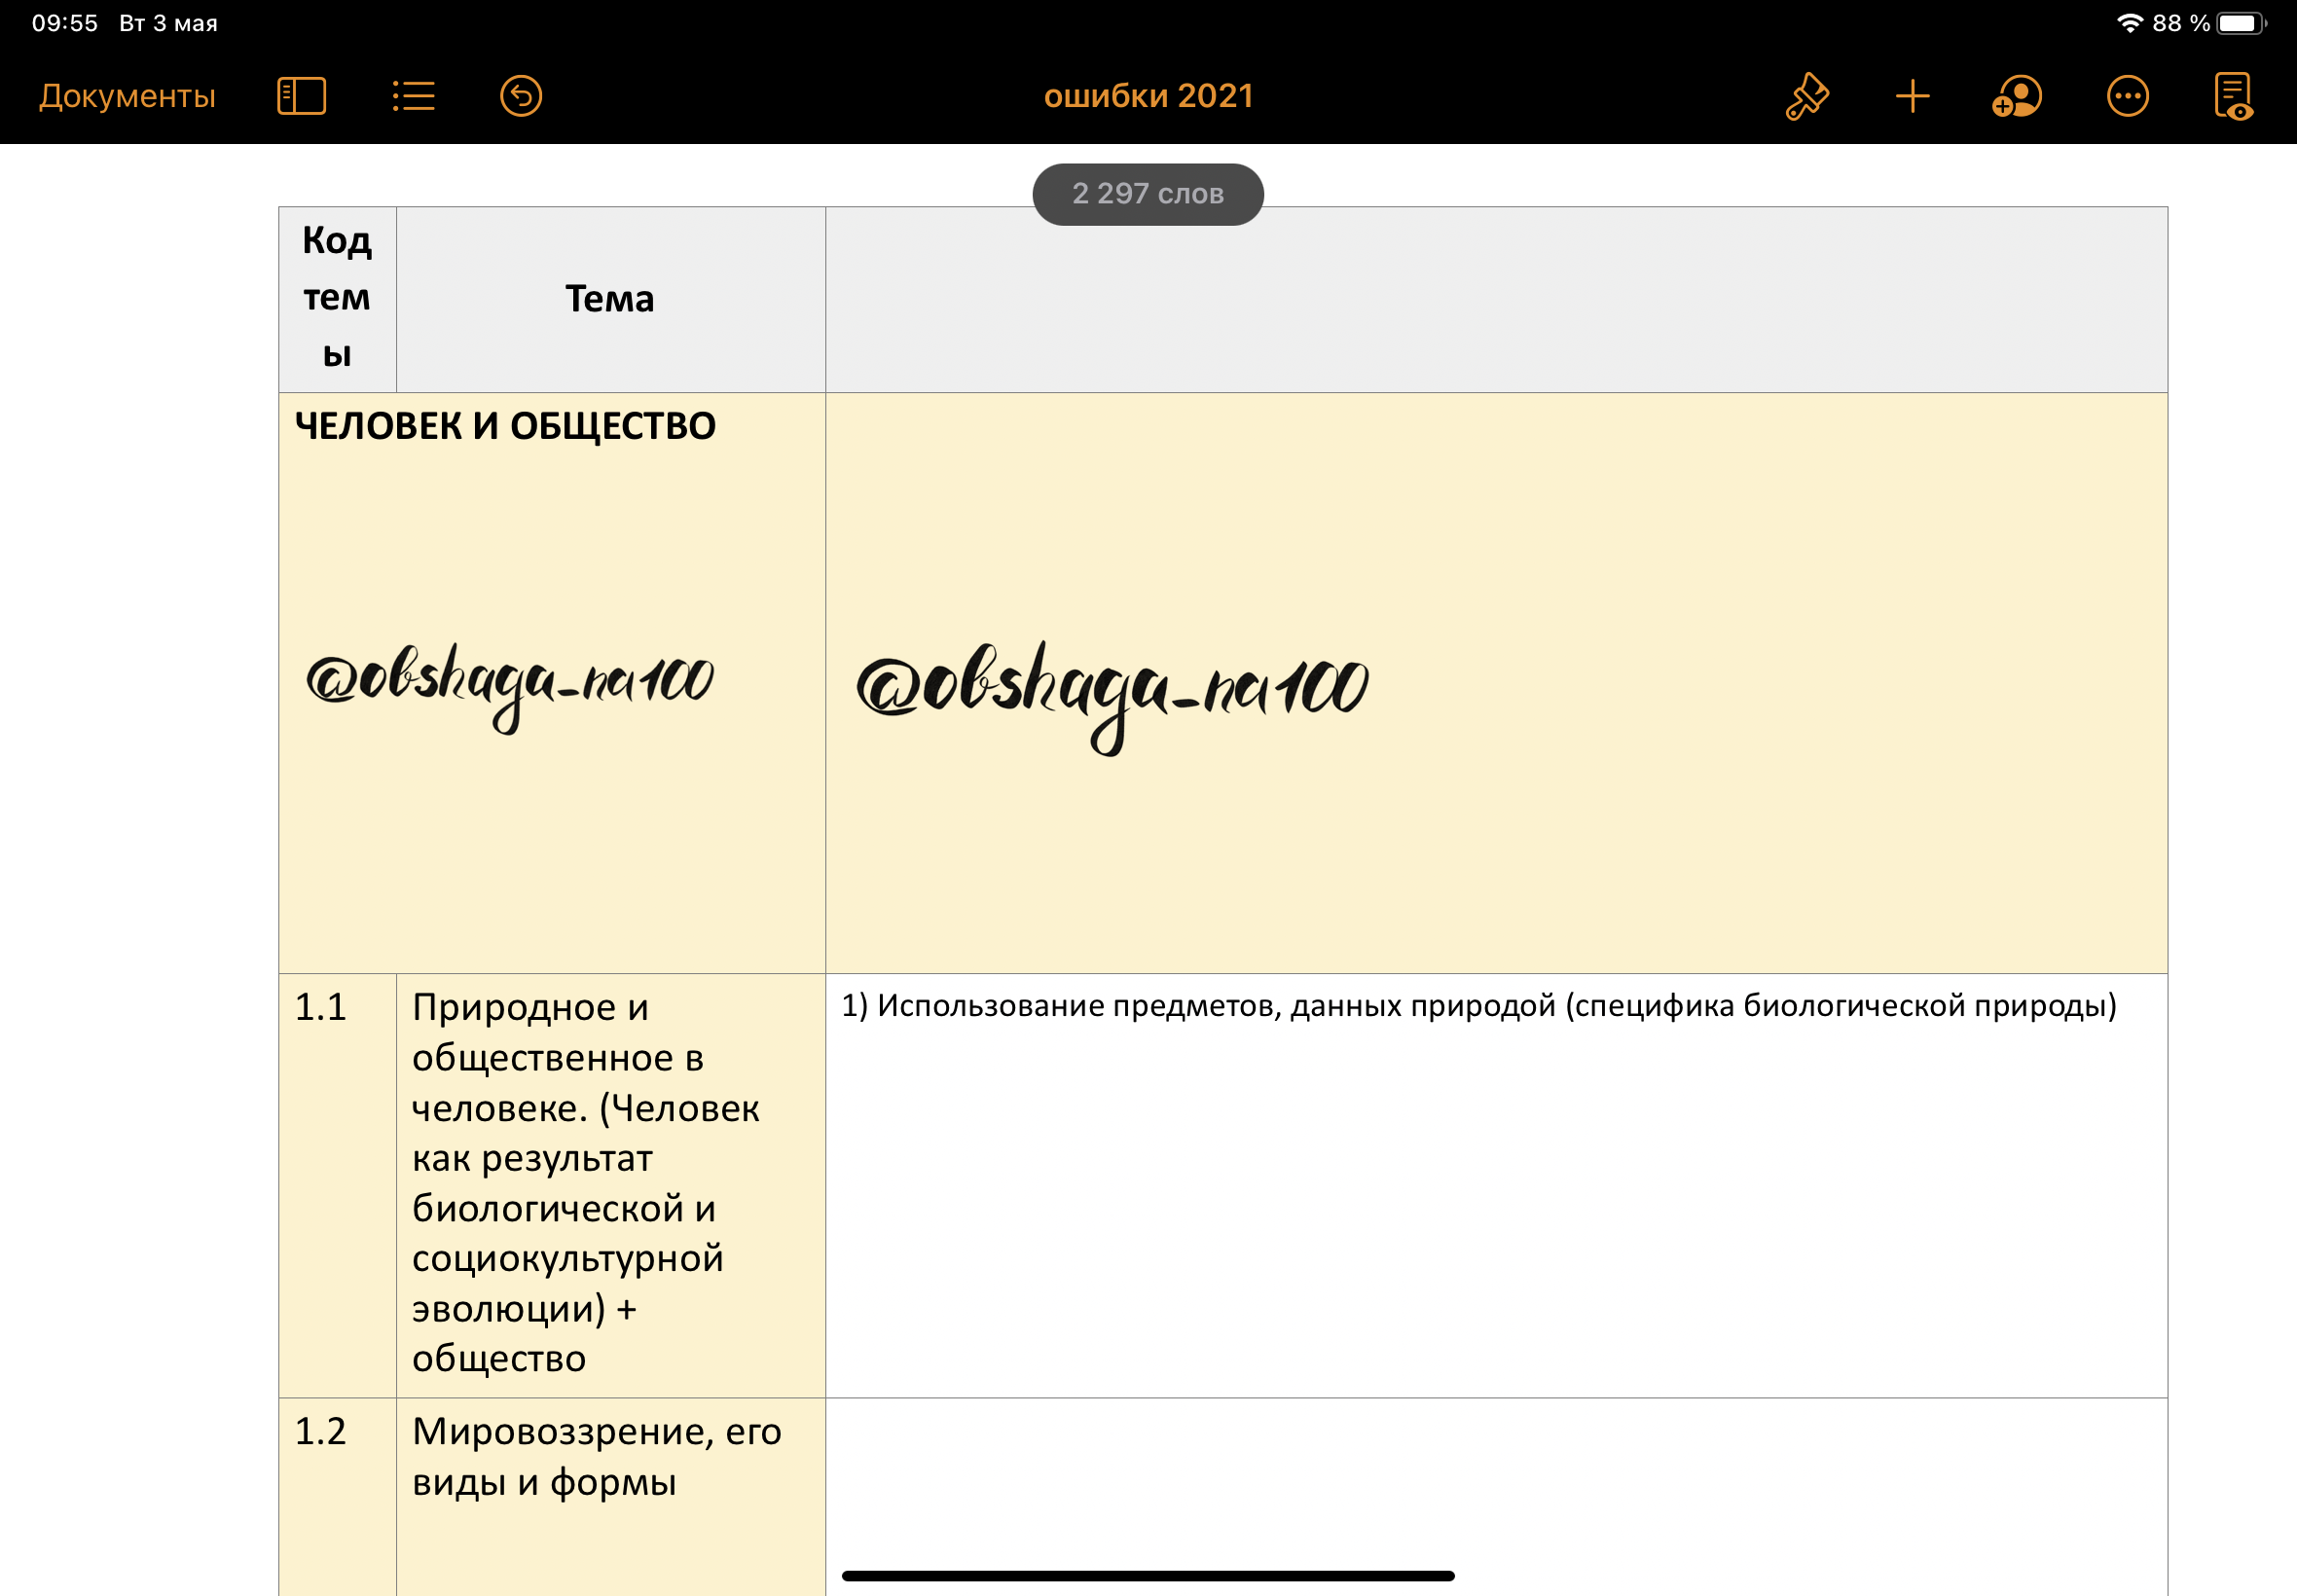 09:55 Вт 3 мая
88 %
Документы
ошибки 2021
2 297 слов
Код
тем
ы
Тема
ЧЕЛОВЕК И ОБЩЕСТВО
@obshaga_na100
@obshaga_na100
1.1
Природное и
общественное в
человеке. (Человек
как результат
биологической и
социокультурной
эволюции) +
общество
1) Использование предметов, данных природой (специфика биологической природы)
1.2
Мировоззрение, его
виды и формы